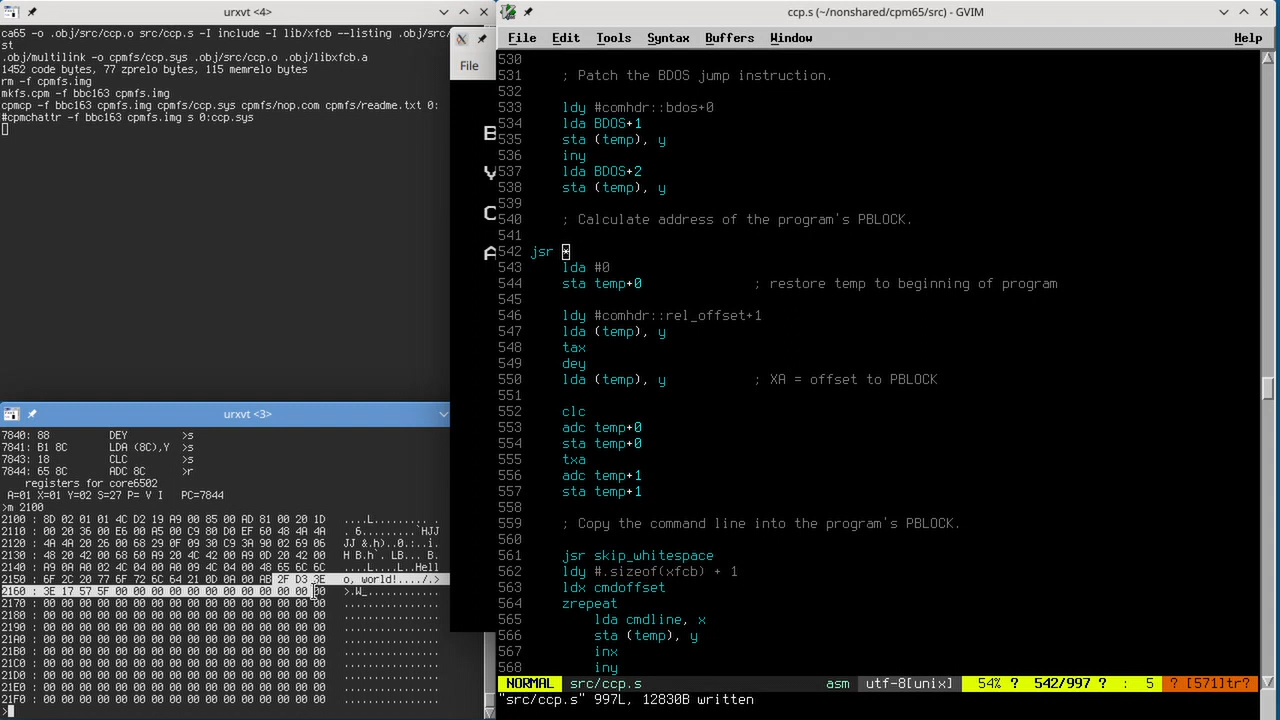 urxvt <4>
ca65 -o .obj/src/ccp.o src/ccp.s -I include -I lib/xfcb --listing .obj/src/ccp.l
st
.obj/multilink -o cpmfs/ccp.sys .obj/src/ccp.o .obj/libxfcb.a
1452 code bytes, 77 zprelo bytes, 115 memrelo bytes
rm -f cpmfs.img
mkfs.cpm -f bbc163 cpmfs.img
cpmcp -f bbc163 cpmfs.img cpmfs/ccp.sys cpmfs/nop.com cpmfs/readme.txt 0:
#cpmchattr -f bbc163 cpmfs.img s 0:ccp.sys
File
urxvt <3>
7840: 88 DEY >s
7841: B1 8C LDA (8C),Y >s
7843: 18 CLC >s
7844: 65 8C ADC 8C >r
registers for core6502
A=01 X=01 Y=02 S=27 P= V I PC=7844
>m 2100
2100 : 8D 02 01 01 4C D2 19 A9 00 85 00 AD 81 00 20 1D ....L......... .
2110 : 00 20 36 00 E6 00 A5 00 C9 80 D0 EF 60 48 4A 4A . 6.........`HJJ
2120 : 4A 4A 20 26 00 68 29 0F 09 30 C9 3A 90 02 69 06 JJ &.h)..0.:..i.
2130 : 48 20 42 00 68 60 A9 20 4C 42 00 A9 0D 20 42 00 H B.h`. LB... B.
2140 : A9 0A A0 02 4C 04 00 A9 4C A0 04 00 48 65 6C 6C ....L...L...Hell
2150 : 6F 2C 20 77 6F 72 6C 64 21 0D 0A 00 AB 2F D3 3E o, world!..../.>
2160 : 3E 17 57 5F 00 00 00 00 00 00 00 00 00 00 00 00 >.W_............
2170 : 00 00 00 00 00 00 00 00 00 00 00 00 00 00 00 00 ................
2180 : 00 00 00 00 00 00 00 00 00 00 00 00 00 00 00 00 ................
2190 : 00 00 00 00 00 00 00 00 00 00 00 00 00 00 00 00 ................
21A0 : 00 00 00 00 00 00 00 00 00 00 00 00 00 00 00 00 ................
21B0 : 00 00 00 00 00 00 00 00 00 00 00 00 00 00 00 00 ................
21C0 : 00 00 00 00 00 00 00 00 00 00 00 00 00 00 00 00 ................
21D0 : 00 00 00 00 00 00 00 00 00 00 00 00 00 00 00 00 ................
21E0 : 00 00 00 00 00 00 00 00 00 00 00 00 00 00 00 00 ................
21F0 : 00 00 00 00 00 00 00 00 00 00 00 00 00 00 00 00 ................
>
ccp.s (~/nonshared/cpm65/src) - GVIM
File Edit Tools Syntax Buffers Window Help
530
531 ; Patch the BDOS jump instruction.
532
533 ldy #comhdr::bdos+0
534 lda BDOS+1
535 sta (temp), y
536 iny
537 lda BDOS+2
538 sta (temp), y
539
540 ; Calculate address of the program's PBLOCK.
541
542 jsr *
543 lda #0
544 sta temp+0 ; restore temp to beginning of program
545
546 ldy #comhdr::rel_offset+1
547 lda (temp), y
548 tax
549 dey
550 lda (temp), y ; XA = offset to PBLOCK
551
552 clc
553 adc temp+0
554 sta temp+0
555 txa
556 adc temp+1
557 sta temp+1
558
559 ; Copy the command line into the program's PBLOCK.
560
561 jsr skip_whitespace
562 ldy #.sizeof(xfcb) + 1
563 ldx cmdoffset
564 zrepeat
565 lda cmdline, x
566 sta (temp), y
567 inx
568 iny
NORMAL src/ccp.s asm utf-8[unix] 54% ? 542/997 ? : 5 ? [571]tr?
"src/ccp.s" 997L, 12830B written